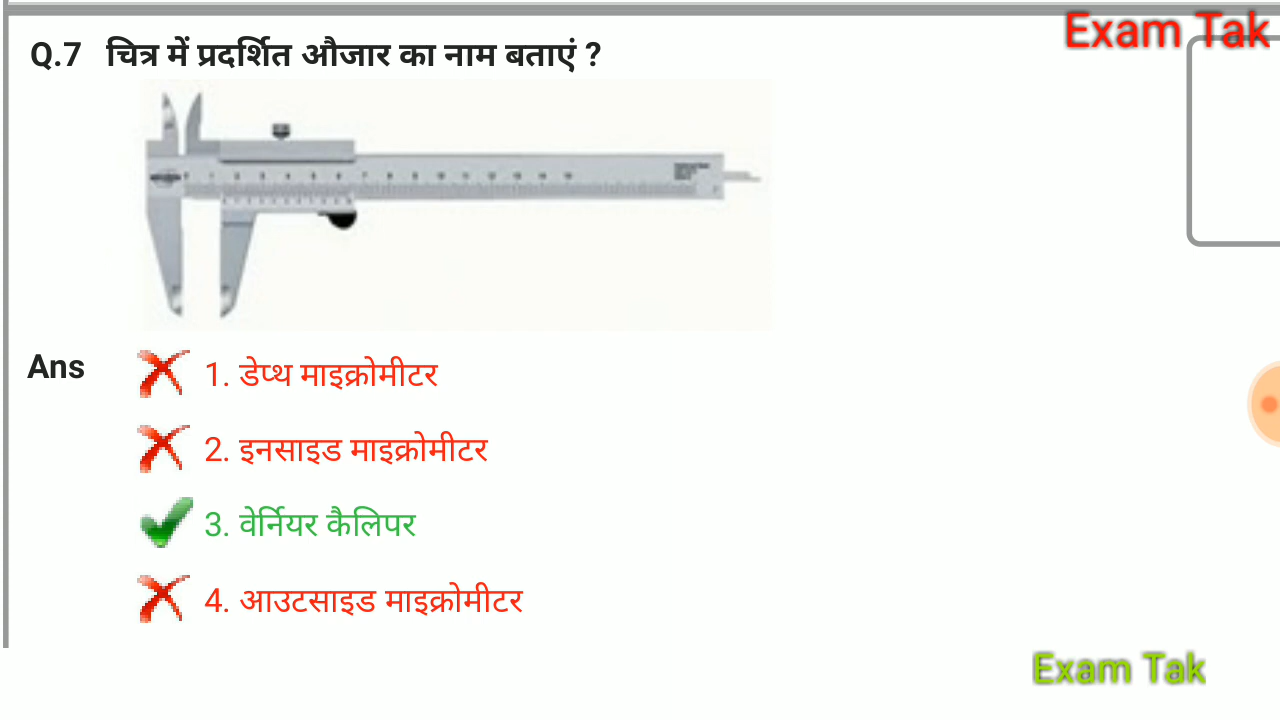 Exam Tak
Q.7 चित्र में प्रदर्शित औजार का नाम बताएं ?
Ans
1. डेप्थ माइक्रोमीटर
2. इनसाइड माइक्रोमीटर
3. वेर्नियर कैलिपर
4. आउटसाइड माइक्रोमीटर
Exam Tak